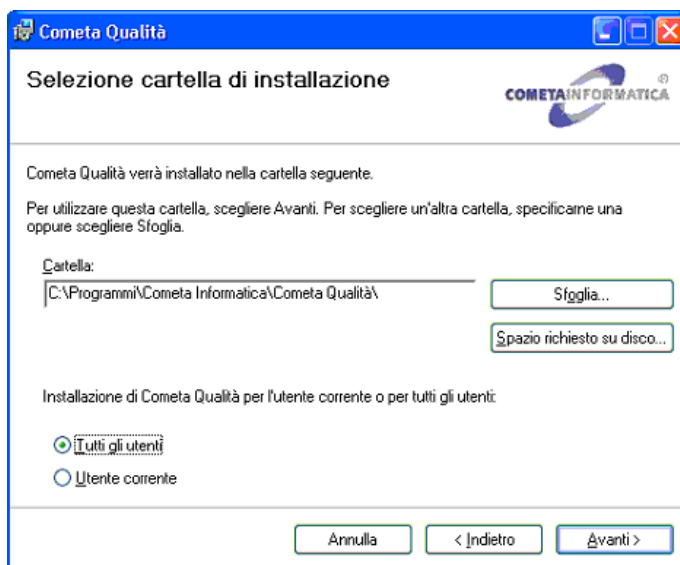 Cometa Qualità
Selezione cartella di installazione
COMETAINFORMATICA
®
Cometa Qualità verrà installato nella cartella seguente.
Per utilizzare questa cartella, scegliere Avanti. Per scegliere un'altra cartella, specificarne una
oppure scegliere Sfoglia.
Cartella:
C:\Programmi\Cometa Informatica\Cometa Qualità\
Sfoglia...
Spazio richiesto su disco...
Installazione di Cometa Qualità per l'utente corrente o per tutti gli utenti:
Tutti gli utenti
Utente corrente
Annulla
< Indietro
Avanti >